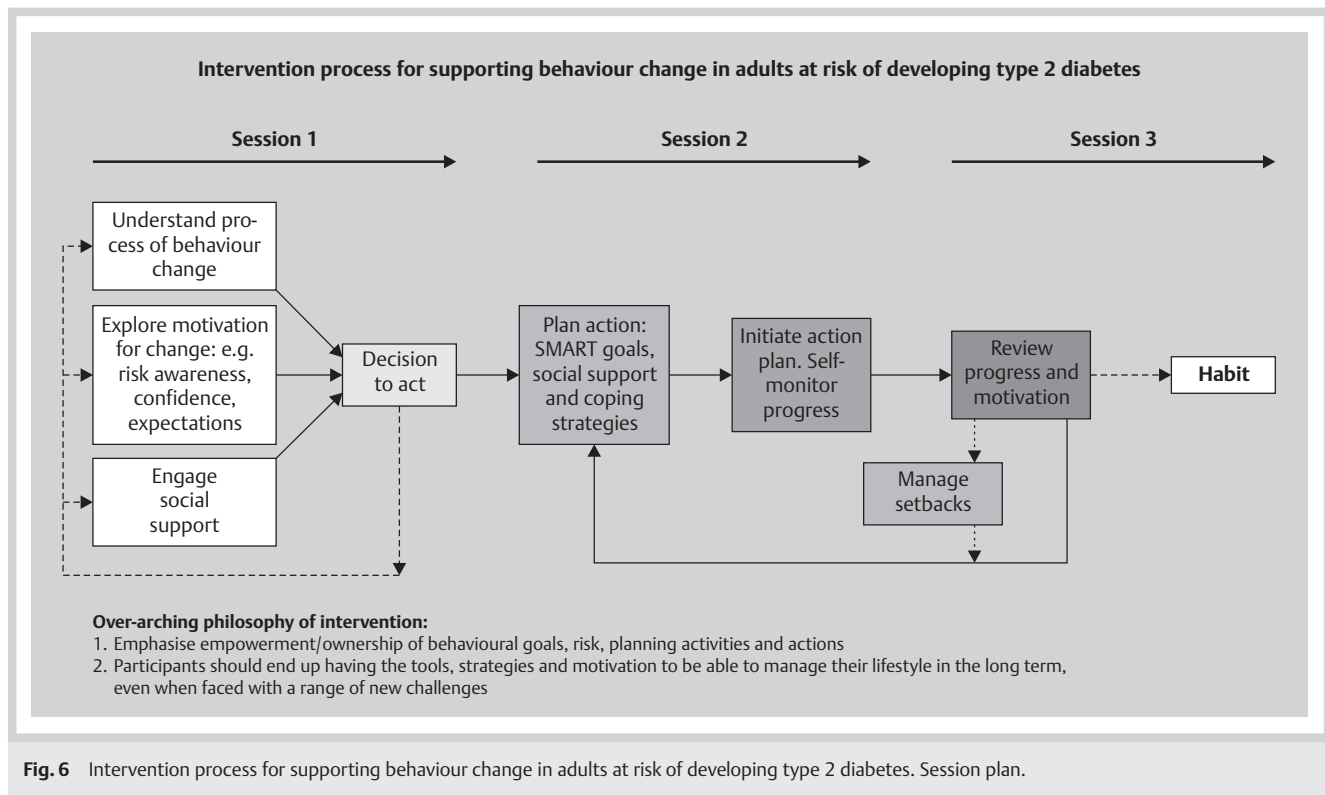 Intervention process for supporting behaviour change in adults at risk of developing type 2 diabetes
Session 1
Session 2
Session 3
Understand pro-
cess of behaviour
change
Explore motivation
for change: e.g.
risk awareness,
confidence,
expectations
Engage
social
support
Decision
to act
Plan action:
SMART goals,
social support
and coping
strategies
Initiate action
plan. Self-
monitor
progress
Review
progress and
motivation
Manage
setbacks
Habit
Over-arching philosophy of intervention:
1. Emphasise empowerment/ownership of behavioural goals, risk, planning activities and actions
2. Participants should end up having the tools, strategies and motivation to be able to manage their lifestyle in the long term,
even when faced with a range of new challenges
Fig. 6 Intervention process for supporting behaviour change in adults at risk of developing type 2 diabetes. Session plan.